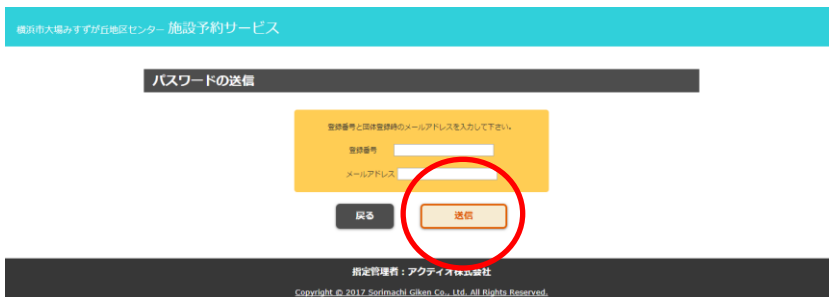 横浜市大場みすずが丘地区センター 施設予約サービス
パスワードの送信
登録番号と団体登録時のメールアドレスを入力して下さい。
登録番号
メールアドレス
戻る 送信
指定管理者：アクティオ株式会社
Copyright © 2017 Sorimachi Giken Co., Ltd. All Rights Reserved.